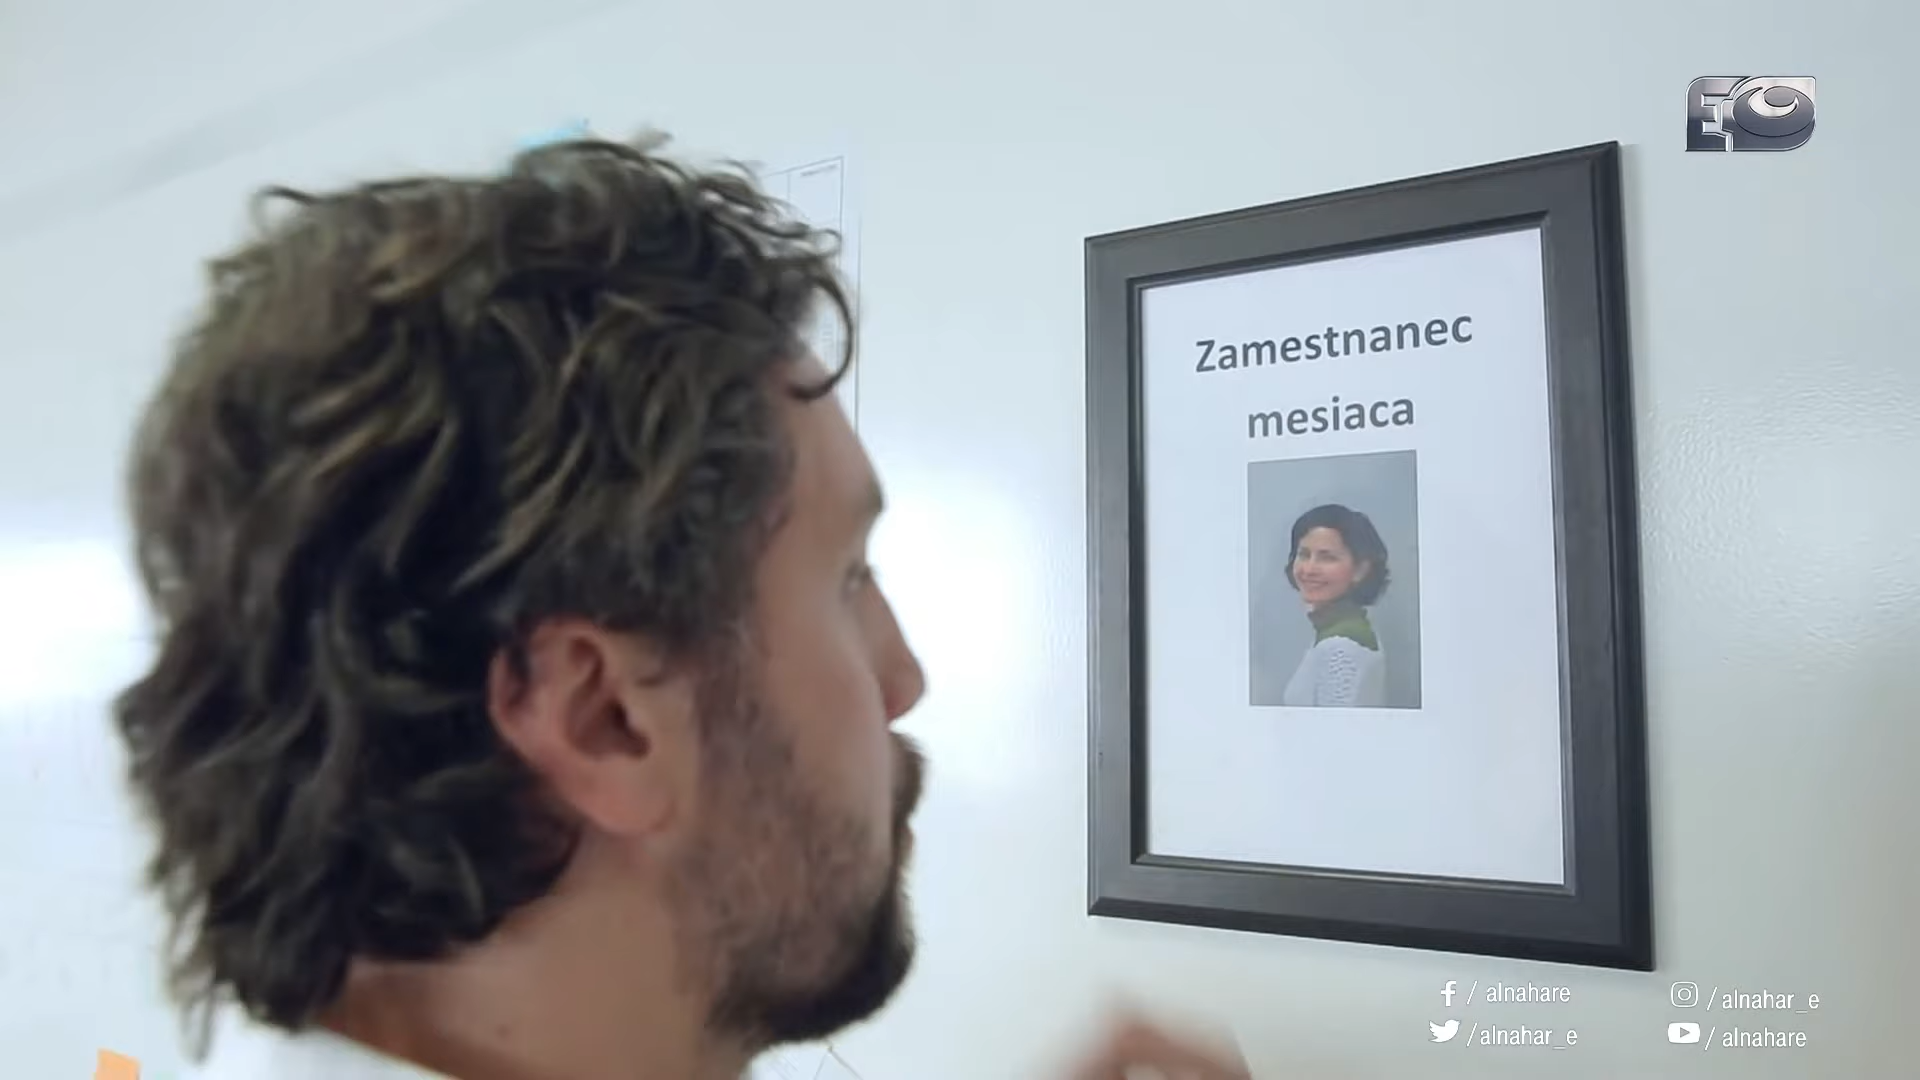 Zamestnanec
mesiaca
/ alnahare
/ alnahar_e
/alnahar_e
/ alnahare